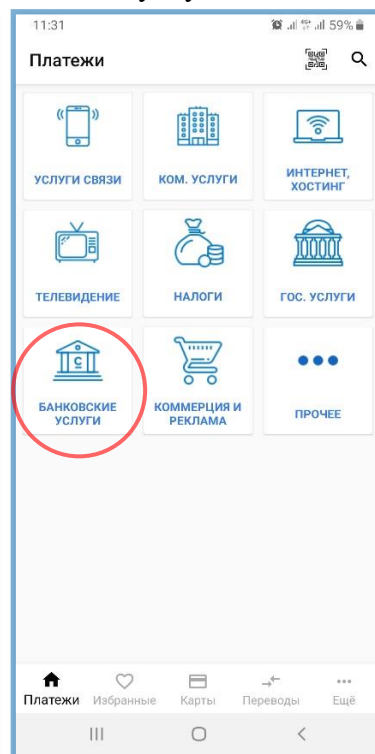 11:31 59%
Платежи
УСЛУГИ СВЯЗИ
КОМ. УСЛУГИ
ИНТЕРНЕТ,
ХОСТИНГ
ТЕЛЕВИДЕНИЕ
НАЛОГИ
ГОС. УСЛУГИ
БАНКОВСКИЕ
УСЛУГИ
КОММЕРЦИЯ И
РЕКЛАМА
ПРОЧЕЕ
Платежи Избранные Карты Переводы Ещё